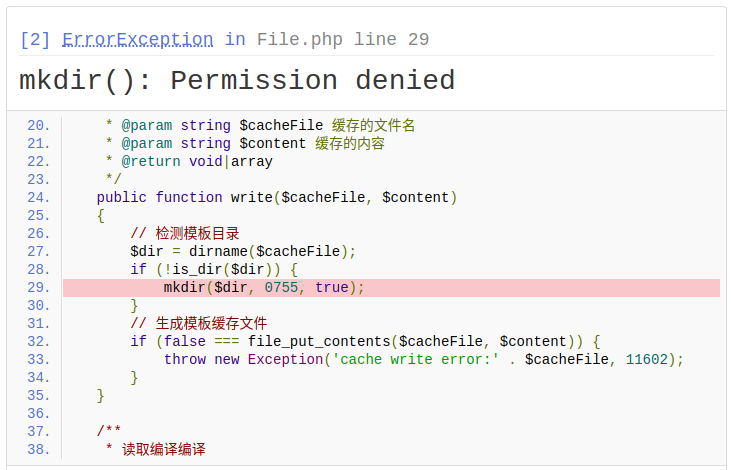 [2] ErrorException in File.php line 29
mkdir(): Permission denied
20.      * @param string $cacheFile 缓存的文件名
21.      * @param string $content 缓存的内容
22.      * @return void|array
23.      */
24.     public function write($cacheFile, $content)
25.     {
26.         // 检测模板目录
27.         $dir = dirname($cacheFile);
28.         if (!is_dir($dir)) {
29.             mkdir($dir, 0755, true);
30.         }
31.         // 生成模板缓存文件
32.         if (false === file_put_contents($cacheFile, $content)) {
33.             throw new Exception('cache write error:' . $cacheFile, 11602);
34.         }
35.     }
36.
37.     /**
38.      * 读取编译编译